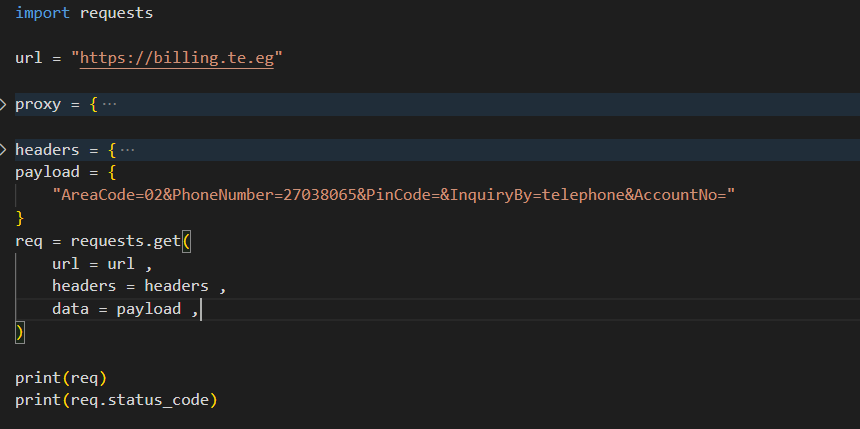 import requests
url = "https://billing.te.eg"
proxy = { ···
headers = { ···
payload = {
    "AreaCode=02&PhoneNumber=27038065&PinCode=&InquiryBy=telephone&AccountNo="
}
req = requests.get(
    url = url ,
    headers = headers ,
    data = payload ,
)
print(req)
print(req.status_code)